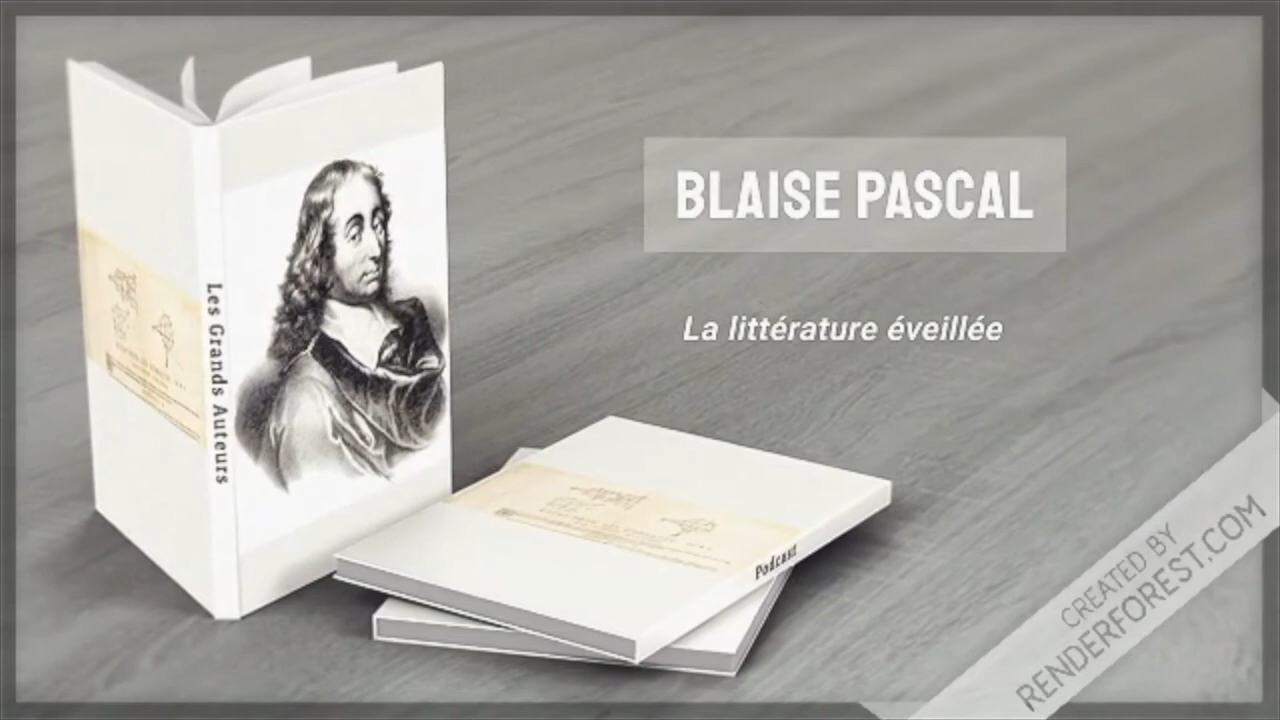 BLAISE PASCAL
La littérature éveillée
Les Grands Auteurs
Podcast
CREATED BY
RENDERFOREST.COM